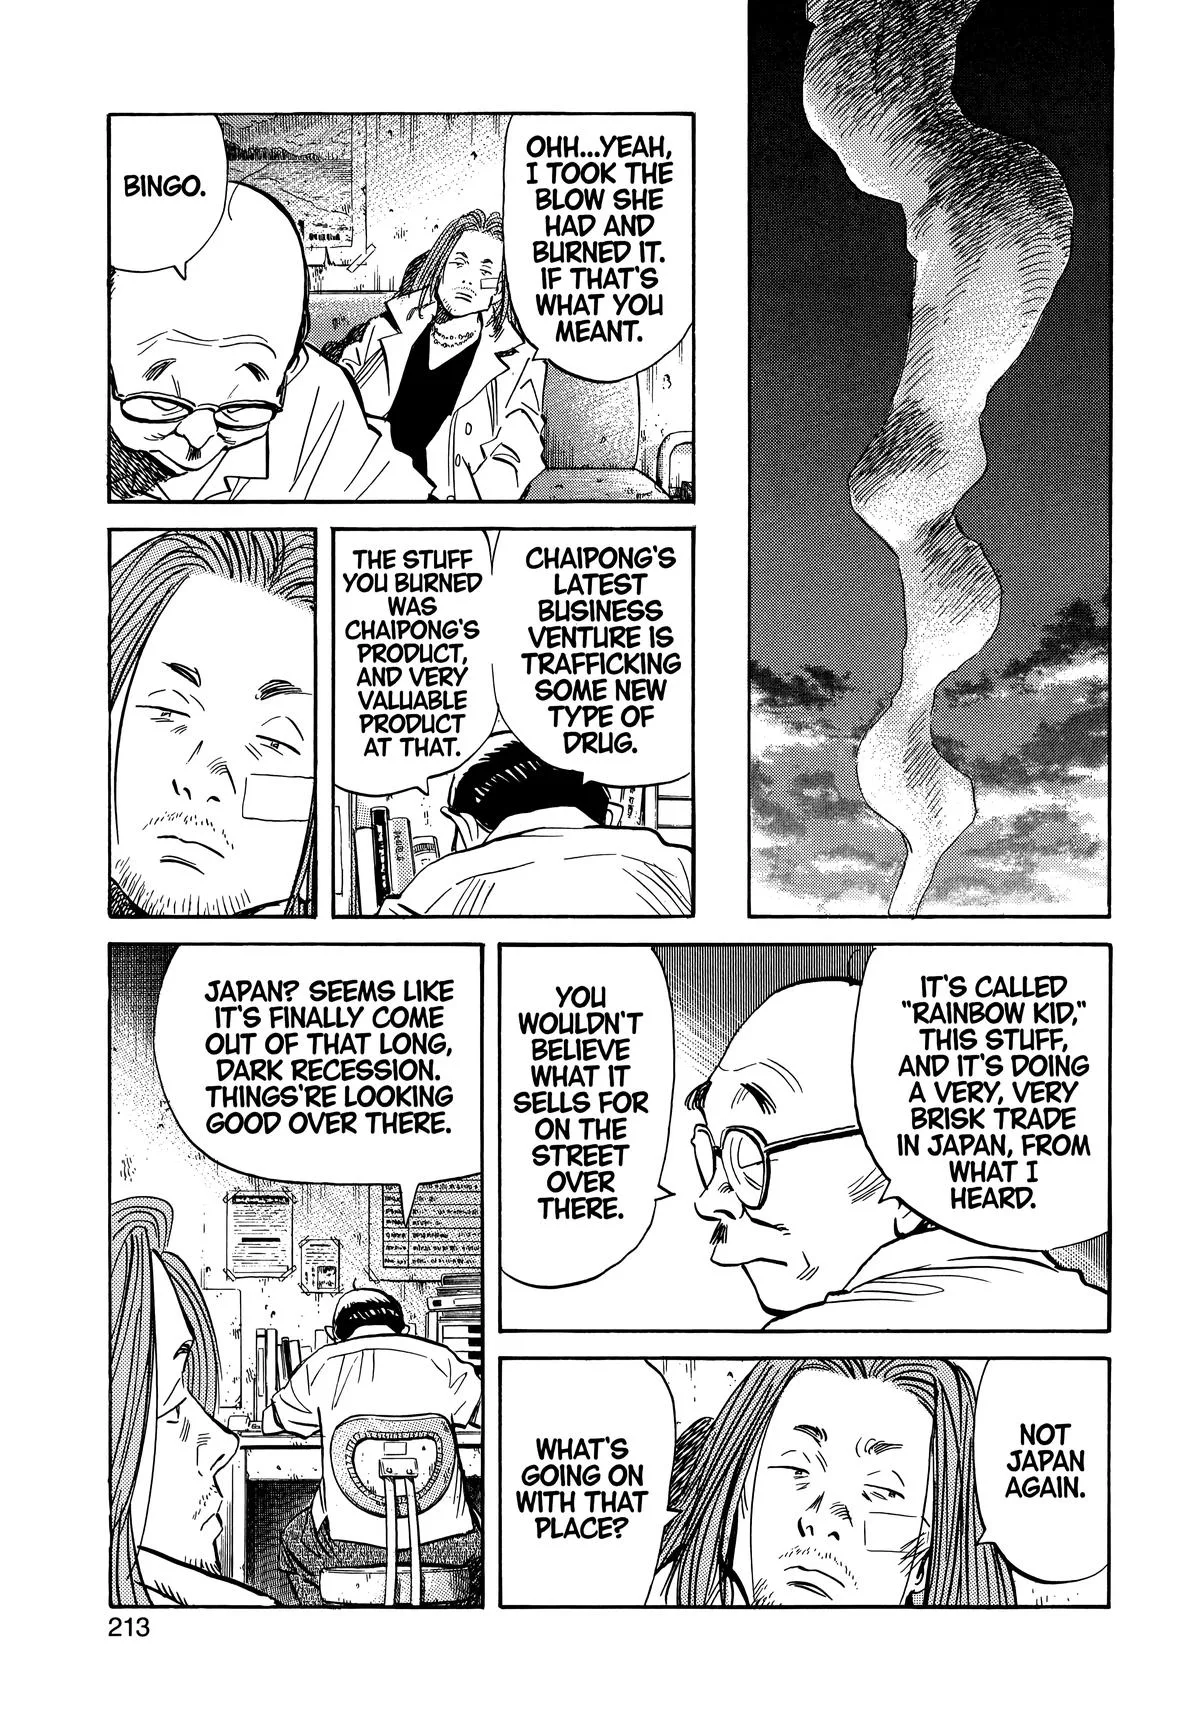 OHH...YEAH,
I TOOK THE
BLOW SHE
HAD AND
BURNED IT.
IF THAT'S
WHAT YOU
MEANT.
BINGO.
CHAIPONG'S
LATEST
BUSINESS
VENTURE IS
TRAFFICKING
SOME NEW
TYPE OF
DRUG.
THE STUFF
YOU BURNED
WAS
CHAIPONG'S
PRODUCT,
AND VERY
VALUABLE
PRODUCT
AT THAT.
IT'S CALLED
"RAINBOW KID,"
THIS STUFF,
AND IT'S DOING
A VERY, VERY
BRISK TRADE
IN JAPAN, FROM
WHAT I
HEARD.
YOU
WOULDN'T
BELIEVE
WHAT IT
SELLS FOR
ON THE
STREET
OVER
THERE.
NOT
JAPAN
AGAIN.
WHAT'S
GOING ON
WITH THAT
PLACE?
JAPAN? SEEMS LIKE
IT'S FINALLY COME
OUT OF THAT LONG,
DARK RECESSION.
THINGS'RE LOOKING
GOOD OVER THERE.
213